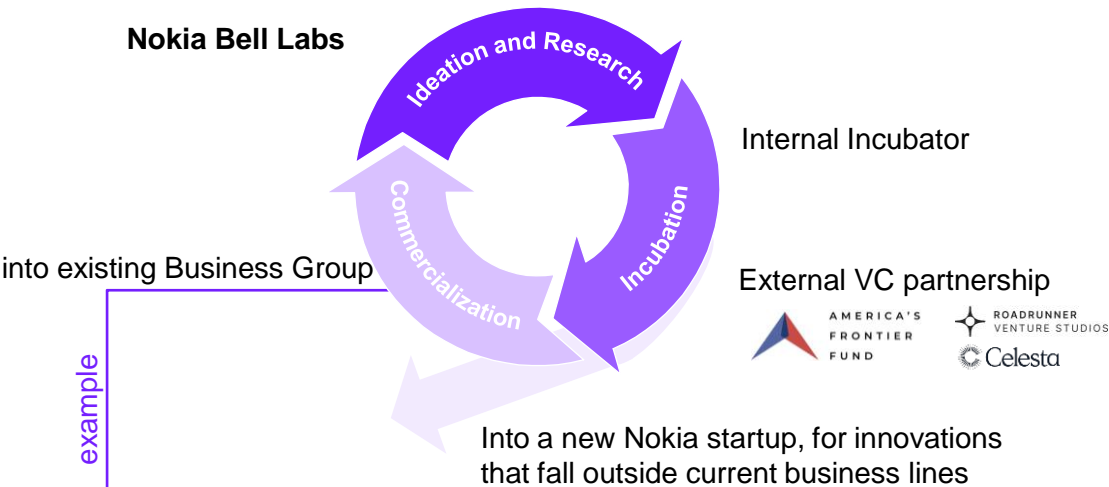 Nokia Bell Labs
Ideation and Research
Internal Incubator
Incubation
Commercialization
into existing Business Group
External VC partnership
AMERICA'S
FRONTIER
FUND
ROADRUNNER
VENTURE STUDIOS
Celesta
example
Into a new Nokia startup, for innovations
that fall outside current business lines